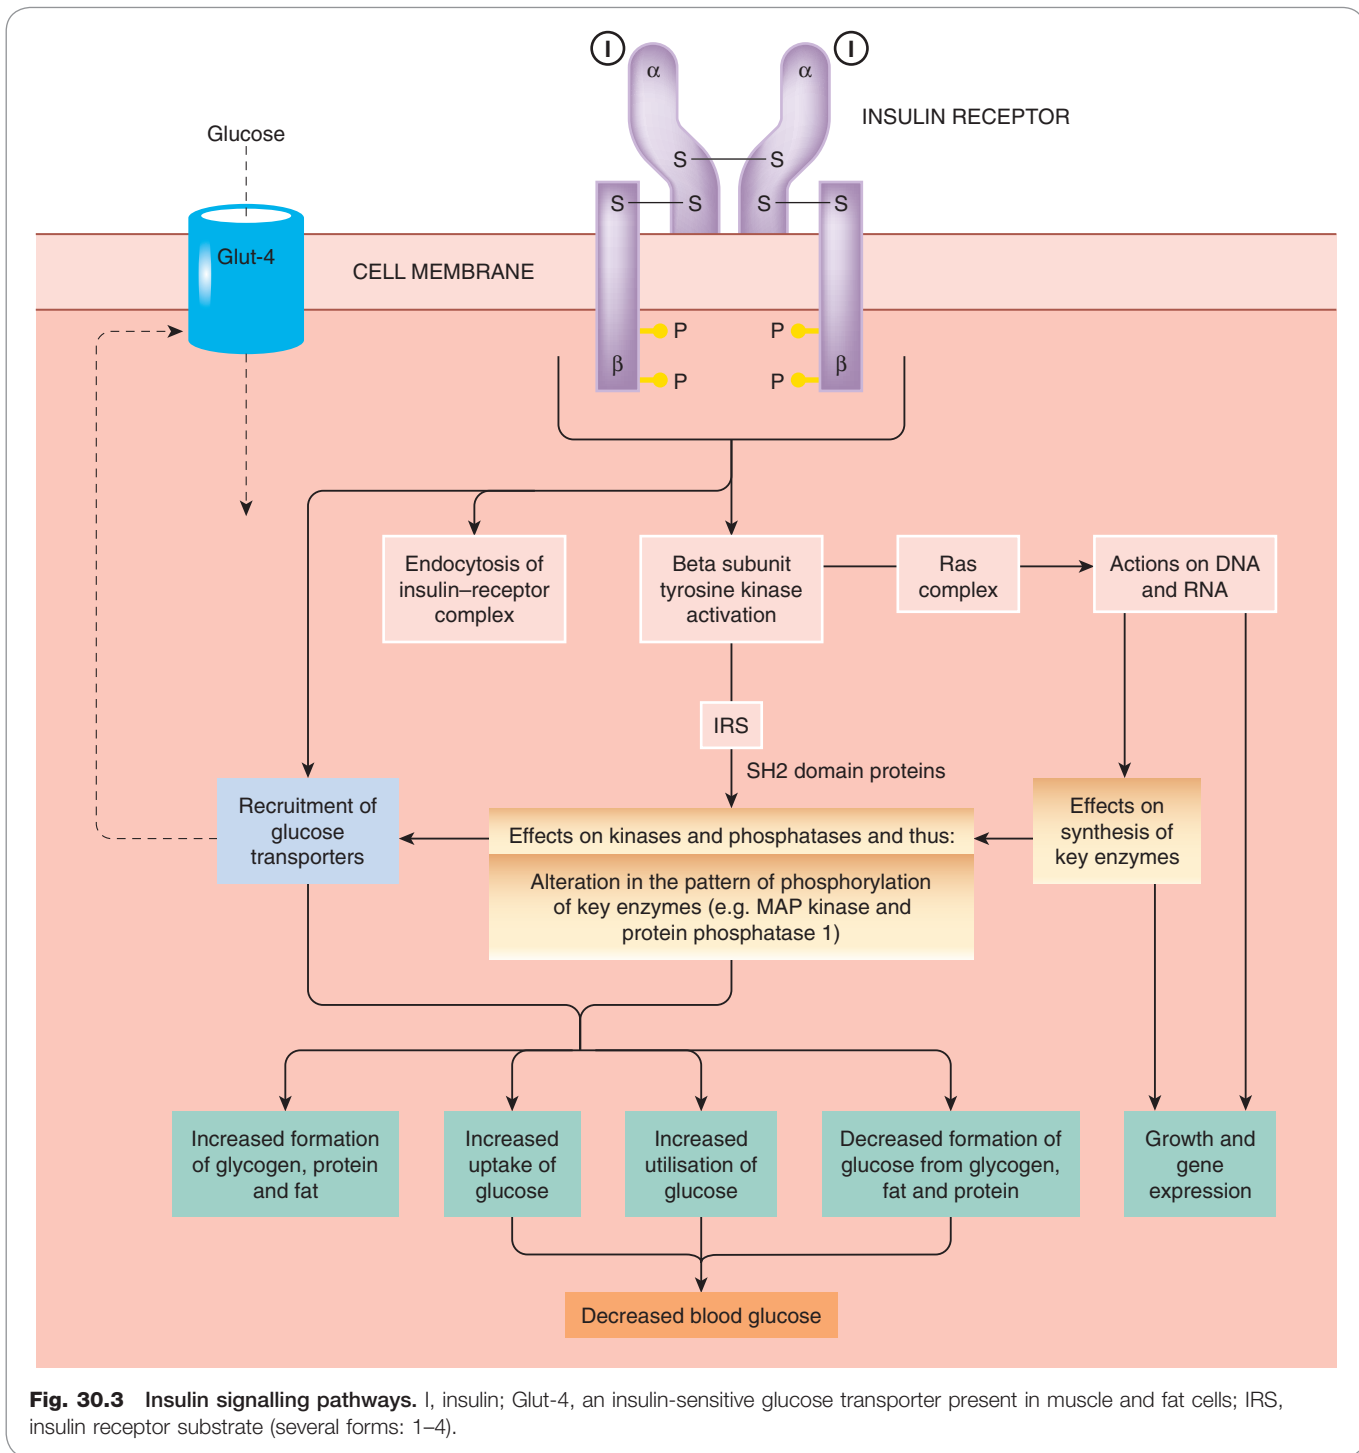 I
I
α
α
INSULIN RECEPTOR
Glucose
S
S
S
S
S
S
Glut-4
CELL MEMBRANE
P
P
β
β
P
P
Endocytosis of
insulin–receptor
complex
Beta subunit
tyrosine kinase
activation
Ras
complex
Actions on DNA
and RNA
IRS
SH2 domain proteins
Recruitment of
glucose
transporters
Effects on kinases and phosphatases and thus:
Alteration in the pattern of phosphorylation
of key enzymes (e.g. MAP kinase and
protein phosphatase 1)
Effects on
synthesis of
key enzymes
Increased formation
of glycogen, protein
and fat
Increased
uptake of
glucose
Increased
utilisation of
glucose
Decreased formation of
glucose from glycogen,
fat and protein
Growth and
gene
expression
Decreased blood glucose
Fig. 30.3 Insulin signalling pathways. I, insulin; Glut-4, an insulin-sensitive glucose transporter present in muscle and fat cells; IRS,
insulin receptor substrate (several forms: 1–4).